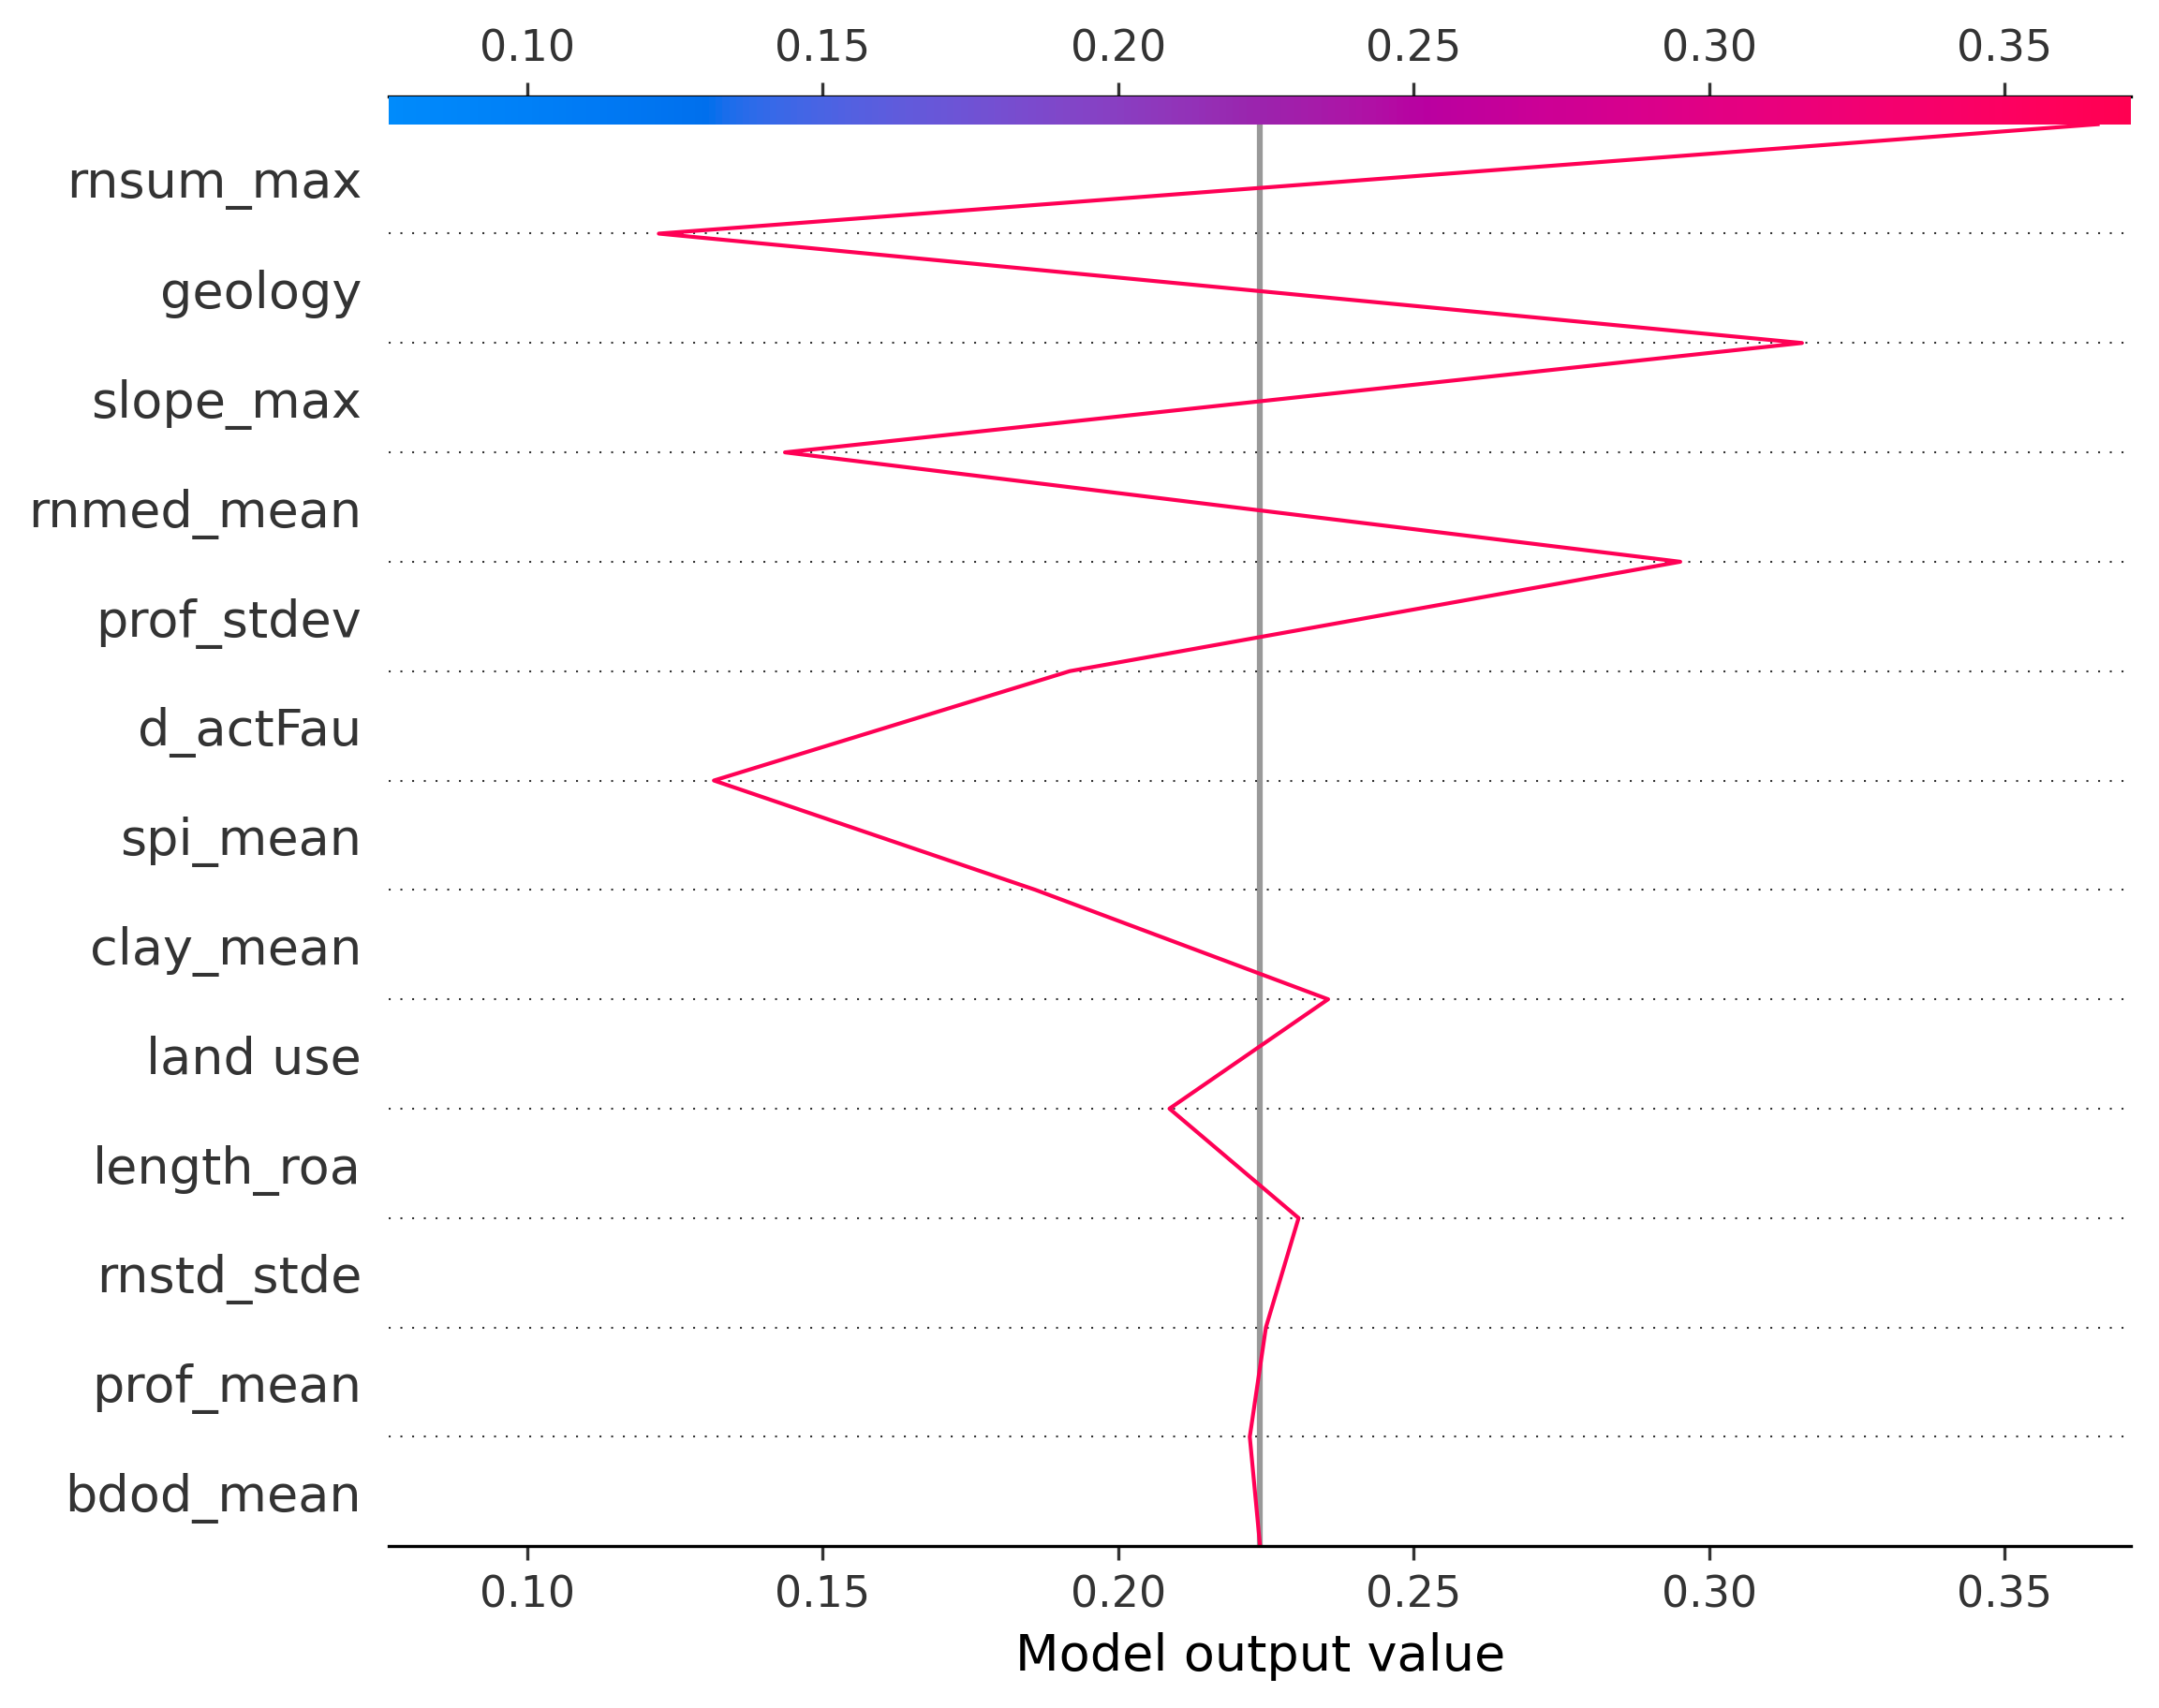 0.10 0.15 0.20 0.25 0.30 0.35
rnsum_max
geology
slope_max
rnmed_mean
prof_stdev
d_actFau
spi_mean
clay_mean
land use
length_roa
rnstd_stde
prof_mean
bdod_mean
0.10 0.15 0.20 0.25 0.30 0.35
Model output value